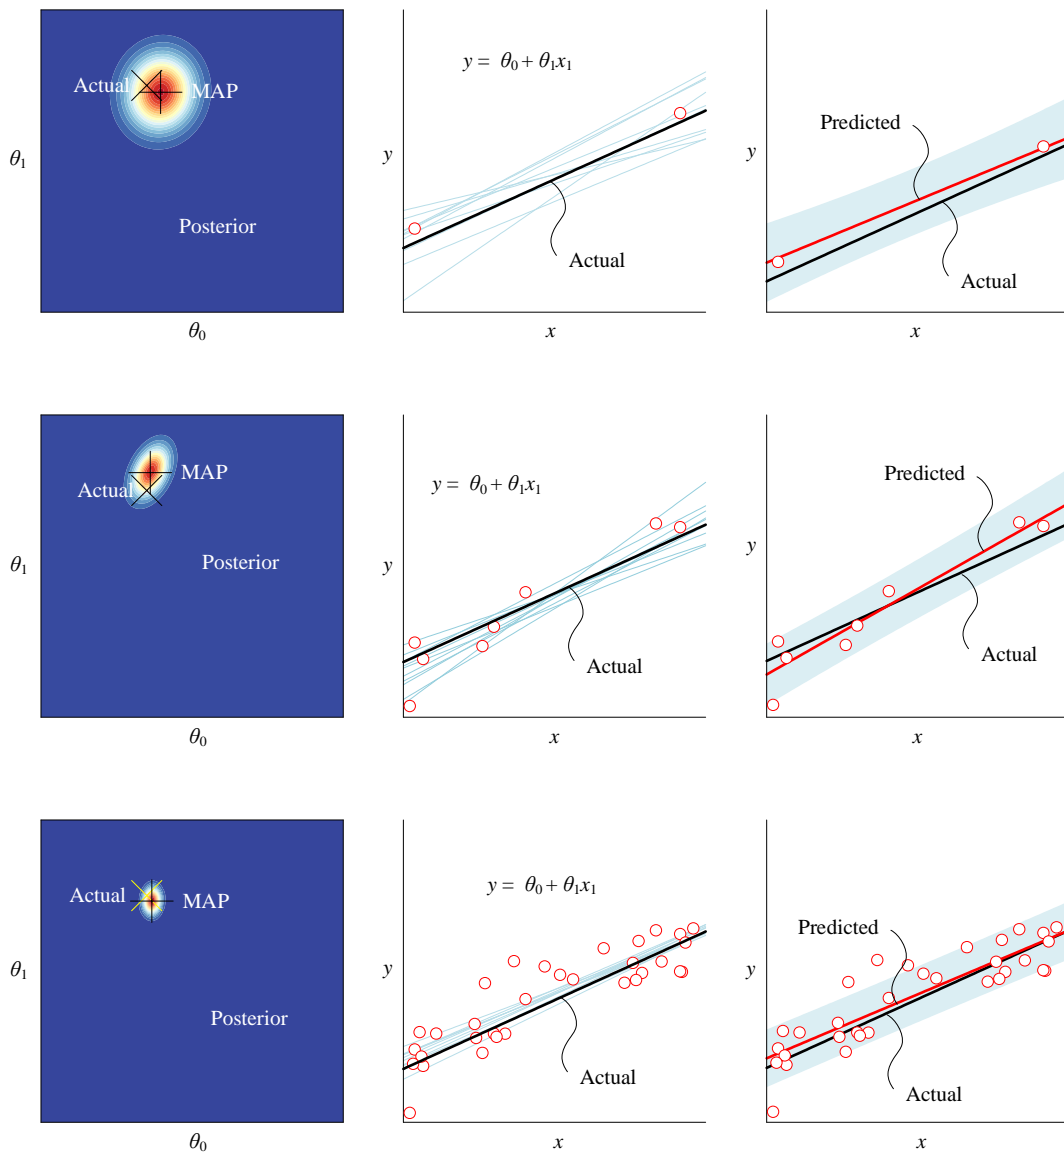 Actual
MAP
Posterior
θ1
θ0
y = θ0 + θ1x1
y
Actual
x
Predicted
y
Actual
x
MAP
Actual
Posterior
θ1
θ0
y = θ0 + θ1x1
y
Actual
x
Predicted
y
Actual
x
Actual
MAP
Posterior
θ1
θ0
y = θ0 + θ1x1
y
Actual
x
Predicted
y
Actual
x